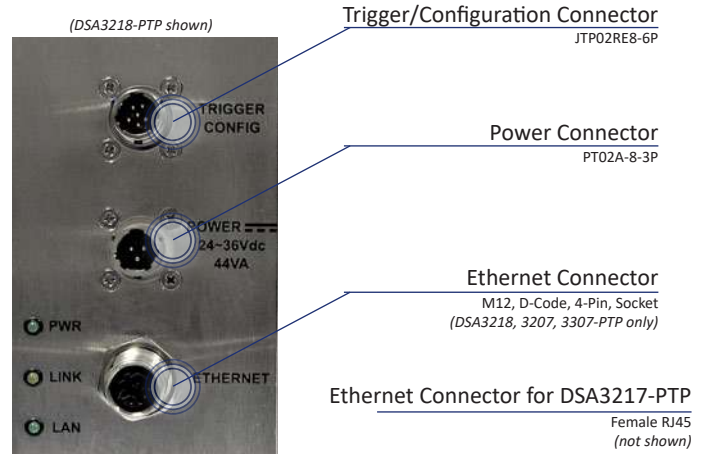 (DSA3218-PTP shown)
Trigger/Configuration Connector
JTP02RE8-6P
TRIGGER
CONFIG
Power Connector
PT02A-8-3P
POWER
24~36Vdc
44VA
Ethernet Connector
M12, D-Code, 4-Pin, Socket
(DSA3218, 3207, 3307-PTP only)
PWR
LINK
ETHERNET
LAN
Ethernet Connector for DSA3217-PTP
Female RJ45
(not shown)